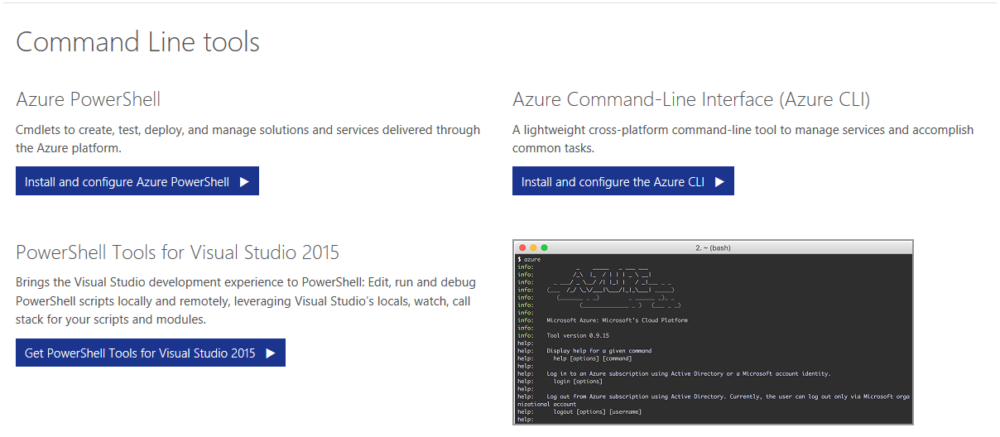 Command Line tools
Azure PowerShell
Cmdlets to create, test, deploy, and manage solutions and services delivered through
the Azure platform.
Install and configure Azure PowerShell
Azure Command-Line Interface (Azure CLI)
A lightweight cross-platform command-line tool to manage services and accomplish
common tasks.
Install and configure the Azure CLI
PowerShell Tools for Visual Studio 2015
Brings the Visual Studio development experience to PowerShell: Edit, run and debug
PowerShell scripts locally and remotely, leveraging Visual Studio's locals, watch, call
stack for your scripts and modules.
Get PowerShell Tools for Visual Studio 2015
2. ~ (bash)
$ azure
info:
info:
info:
info:
info:
info:
info:
info: Microsoft Azure: Microsoft's Cloud Platform
info:
info: Tool version 0.9.15
help:
help: Display help for a given command
help: help [options] [command]
help:
help: Log in to an Azure subscription using Active Directory or a Microsoft account identity.
help: login [options]
help:
help: Log out from Azure subscription using Active Directory. Currently, the user can log out only via Microsoft orga
nizational account
help: logout [options] [username]
help: